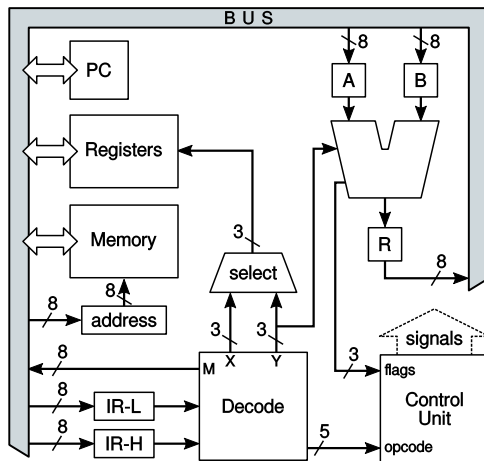 BUS
8
8
PC
A
B
Registers
3
R
Memory
8
8
select
8
address
signals
3
3
8
X
Y
M
3
flags
8
IR-L
Decode
Control
Unit
8
IR-H
5
opcode